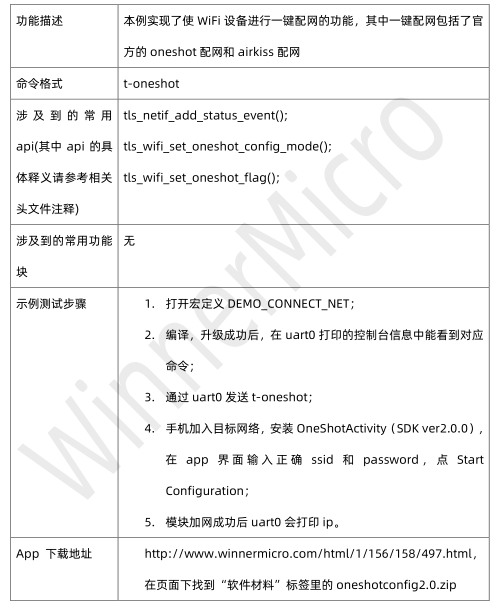 功能描述
本例实现了使 WiFi 设备进行一键配网的功能，其中一键配网包括了官
方的 oneshot 配网和 airkiss 配网
命令格式
t-oneshot
涉及到的常用
api(其中 api 的具
体释义请参考相关
头文件注释)
tls_netif_add_status_event();
tls_wifi_set_oneshot_config_mode();
tls_wifi_set_oneshot_flag();
涉及到的常用功能
块
无
示例测试步骤
1. 打开宏定义 DEMO_CONNECT_NET；
2. 编译，升级成功后，在 uart0 打印的控制台信息中能看到对应
命令；
3. 通过 uart0 发送 t-oneshot；
4. 手机加入目标网络，安装 OneShotActivity（SDK ver2.0.0），
在 app 界面输入正确 ssid 和 password，点 Start
Configuration；
5. 模块加网成功后 uart0 会打印 ip。
App 下载地址
http://www.winnermicro.com/html/1/156/158/497.html，
在页面下找到“软件材料”标签里的 oneshotconfig2.0.zip
WinnerMicro